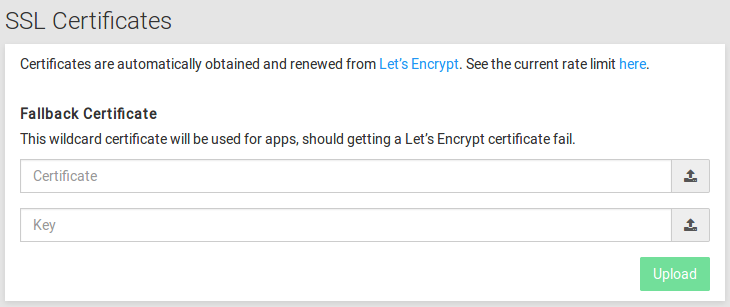 SSL Certificates
Certificates are automatically obtained and renewed from Let's Encrypt. See the current rate limit here.
Fallback Certificate
This wildcard certificate will be used for apps, should getting a Let's Encrypt certificate fail.
Certificate
Key
Upload